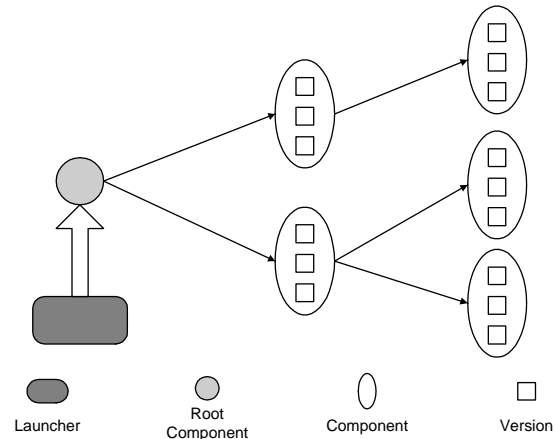 Launcher
Root
Component
Component
Version